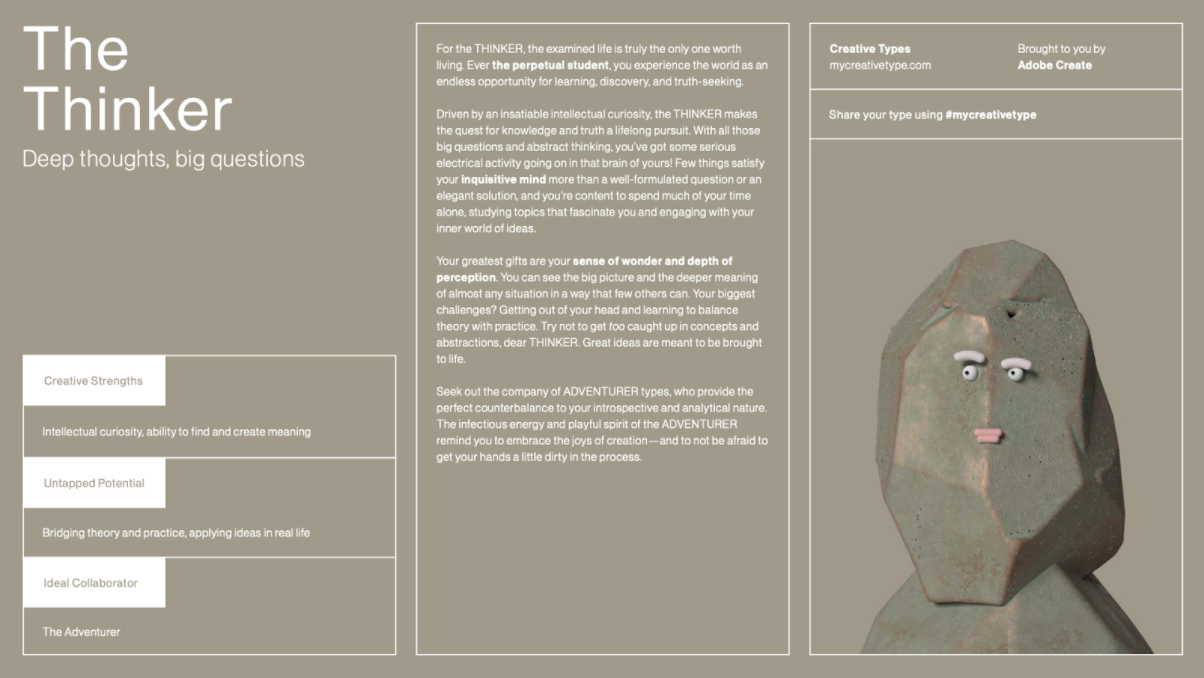 The
Thinker
Deep thoughts, big questions
Creative Strengths
Intellectual curiosity, ability to find and create meaning
Untapped Potential
Bridging theory and practice, applying ideas in real life
Ideal Collaborator
The Adventurer
For the THINKER, the examined life is truly the only one worth
living. Ever the perpetual student, you experience the world as an
endless opportunity for learning, discovery, and truth-seeking.
Driven by an insatiable intellectual curiosity, the THINKER makes
the quest for knowledge and truth a lifelong pursuit. With all those
big questions and abstract thinking, you've got some serious
electrical activity going on in that brain of yours! Few things satisfy
your inquisitive mind more than a well-formulated question or an
elegant solution, and you're content to spend much of your time
alone, studying topics that fascinate you and engaging with your
inner world of ideas.
Your greatest gifts are your sense of wonder and depth of
perception. You can see the big picture and the deeper meaning
of almost any situation in a way that few others can. Your biggest
challenges? Getting out of your head and learning to balance
theory with practice. Try not to get too caught up in concepts and
abstractions, dear THINKER. Great ideas are meant to be brought
to life.
Seek out the company of ADVENTURER types, who provide the
perfect counterbalance to your introspective and analytical nature.
The infectious energy and playful spirit of the ADVENTURER
remind you to embrace the joys of creation—and to not be afraid to
get your hands a little dirty in the process.
Creative Types
mycreativetype.com
Brought to you by
Adobe Create
Share your type using #mycreativetype